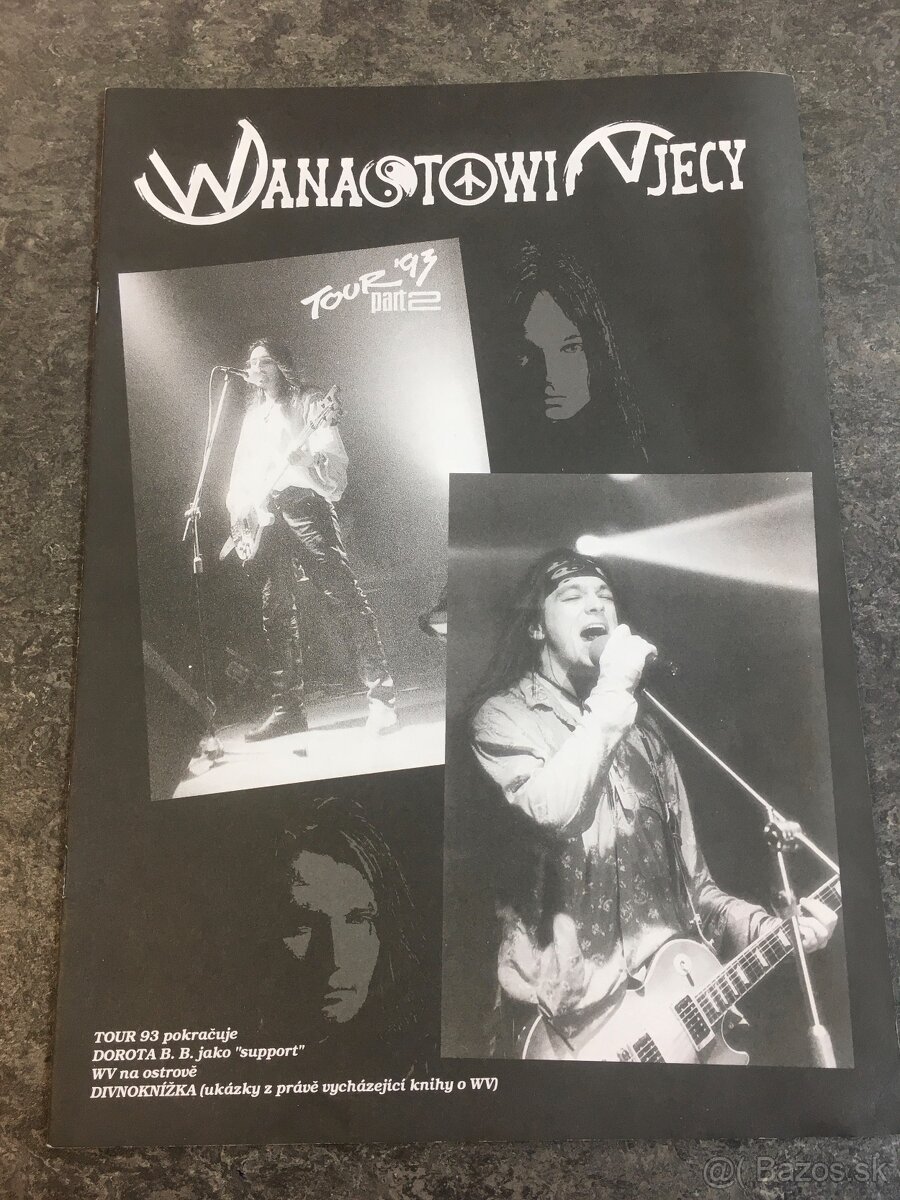 WANASTOWI VJECY
TOUR '93
part 2
TOUR 93 pokračuje
DOROTA B. B. jako "support"
WV na ostrově
DIVNOKNÍŽKA (ukázky z právě vycházející knihy o WV)
@( Bazos.sk